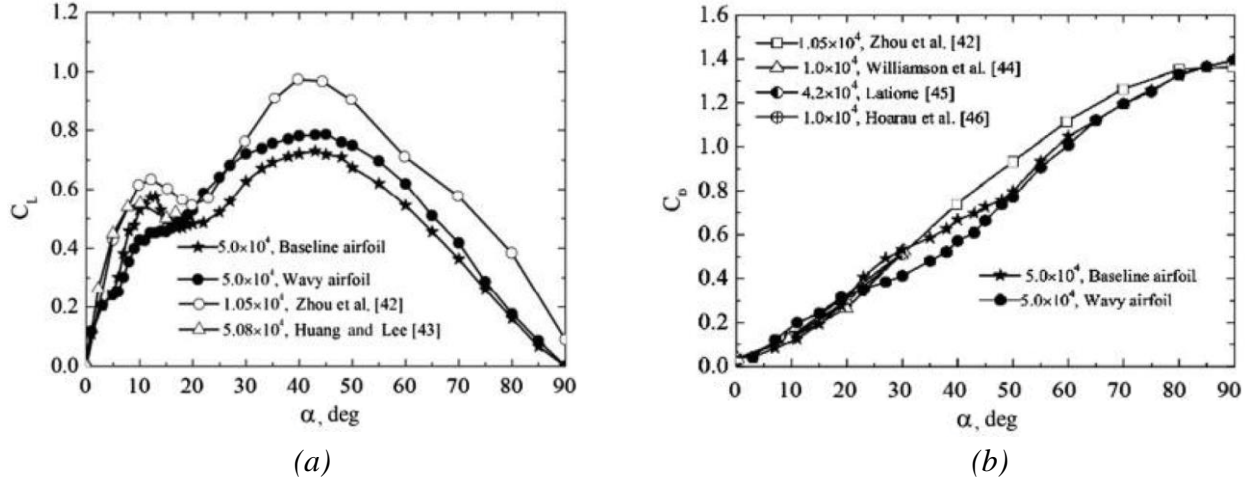 (a)
C_L
1.2
1.0
0.8
0.6
0.4
0.2
0.0
5.0×10⁴, Baseline airfoil
5.0×10⁴, Wavy airfoil
1.05×10⁴, Zhou et al. [42]
5.08×10⁴, Huang and Lee [43]
0 10 20 30 40 50 60 70 80 90
α, deg
(b)
C_D
1.6
1.4
1.2
1.0
0.8
0.6
0.4
0.2
0.0
1.05×10⁴, Zhou et al. [42]
1.0×10⁴, Williamson et al. [44]
4.2×10⁴, Latione [45]
1.0×10⁴, Hoarau et al. [46]
5.0×10⁴, Baseline airfoil
5.0×10⁴, Wavy airfoil
0 10 20 30 40 50 60 70 80 90
α, deg
(a)
(b)